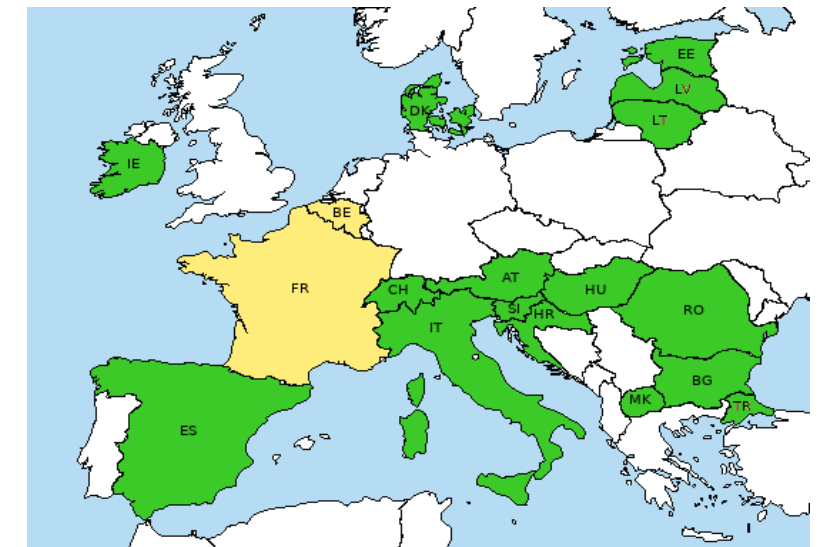 EE
LV
DK
LT
IE
BE
AT
CH
FR
HU
SI
RO
HR
IT
BG
MK
TR
ES